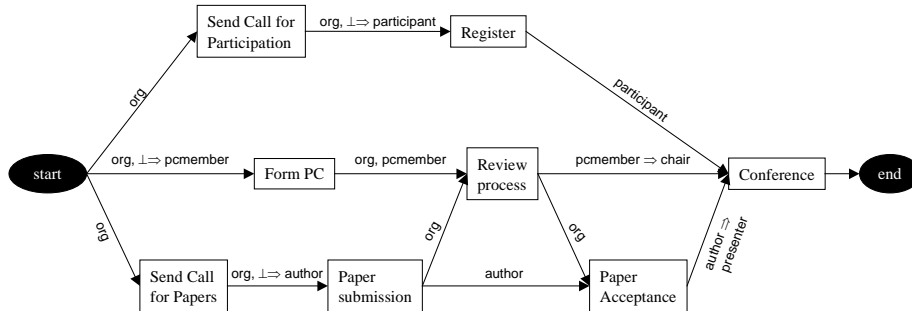 Send Call for
Participation
org, ⊥⇒ participant
Register
org
participant
start
org, ⊥⇒ pcmember
Form PC
org, pcmember
Review
process
pcmember ⇒ chair
Conference
end
org
org
org
author ⇒
presenter
Send Call
for Papers
org, ⊥⇒ author
Paper
submission
author
Paper
Acceptance